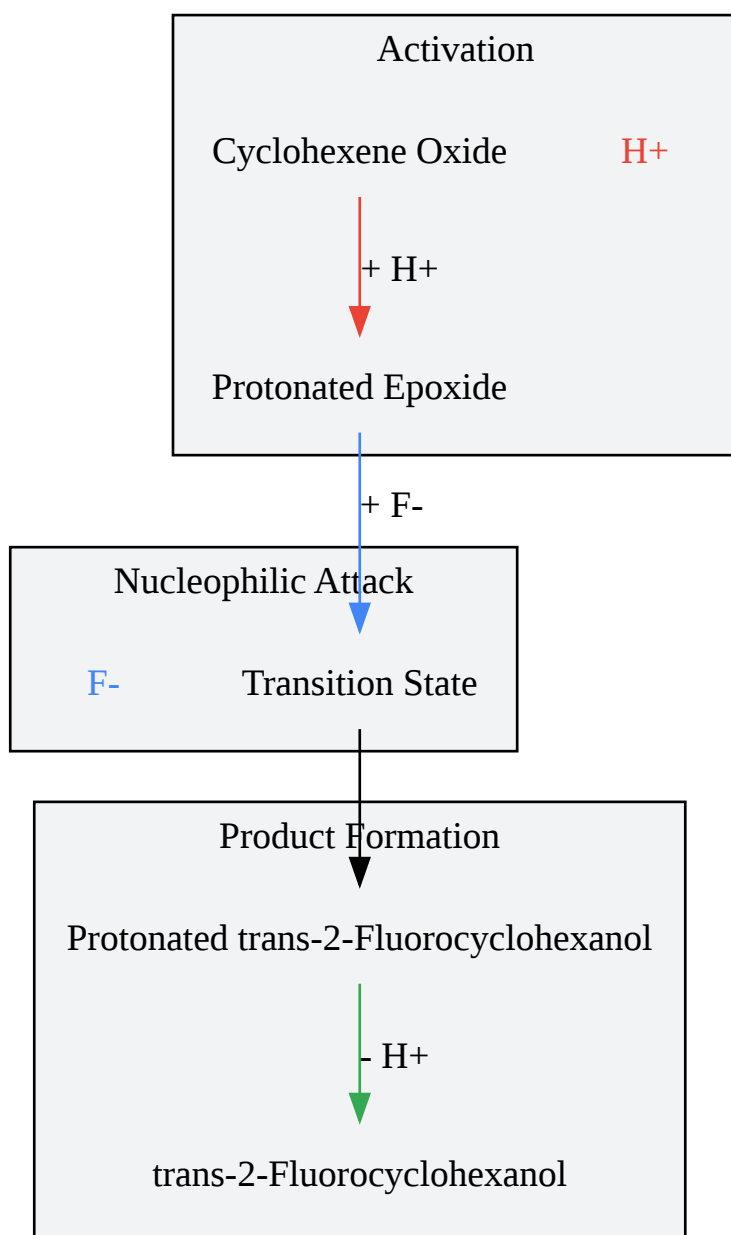 Activation
Cyclohexene Oxide H+
+ H+
Protonated Epoxide
+ F-
Nucleophilic Attack
F- Transition State
Product Formation
Protonated trans-2-Fluorocyclohexanol
- H+
trans-2-Fluorocyclohexanol